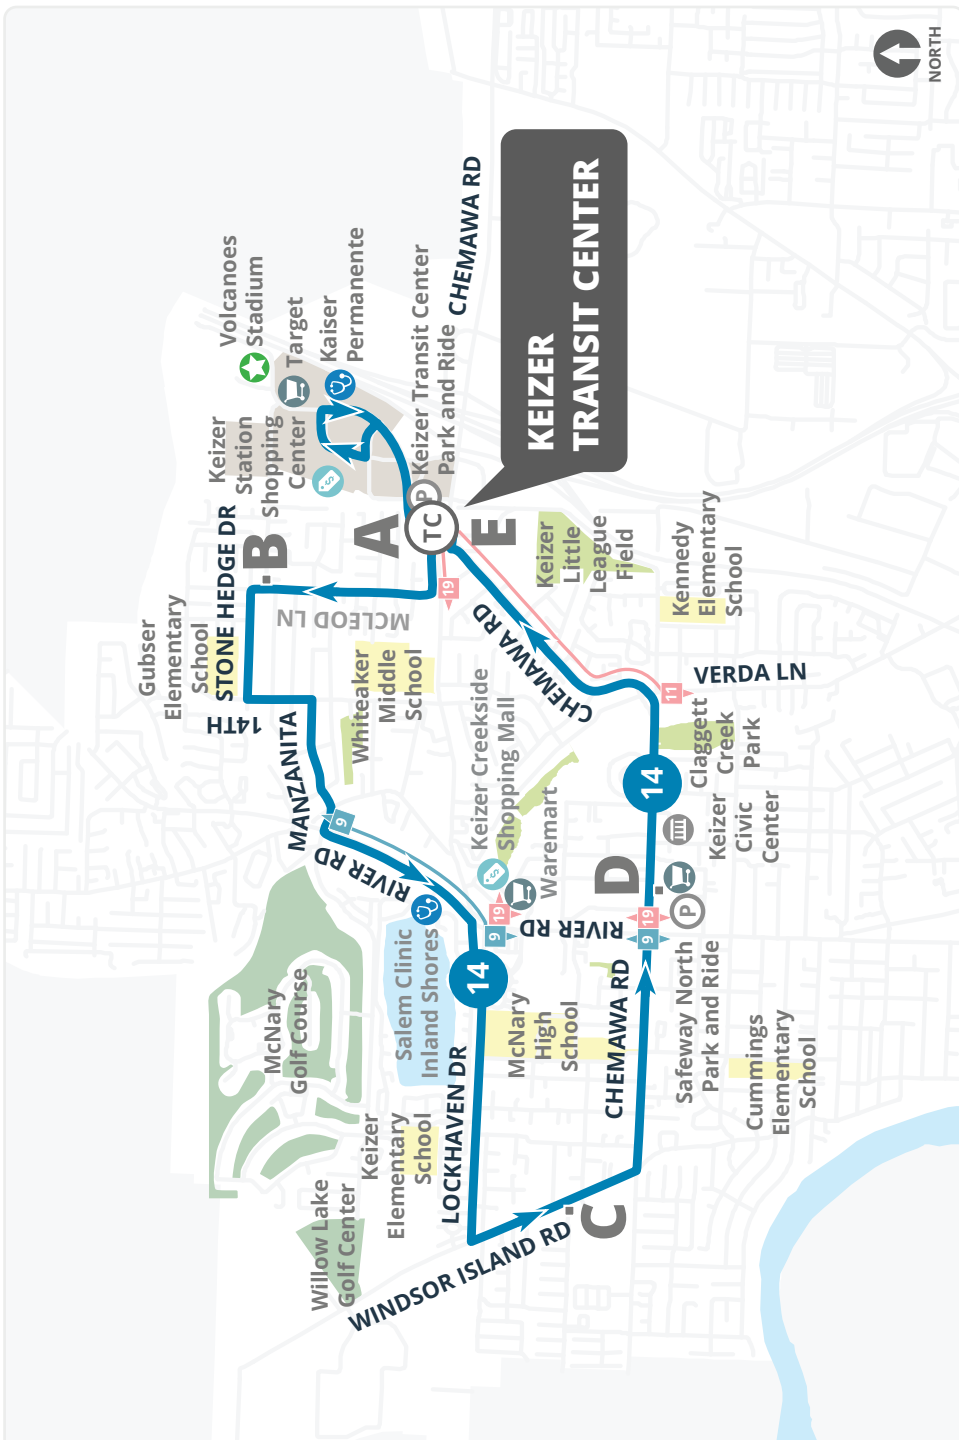 NORTH
KEIZER
TRANSIT CENTER
CHEMAWA RD
Volcanoes
Stadium
Target
Kaiser
Permanente
Keizer Transit Center
Park and Ride
Keizer
Station
Shopping
Center
P
TC
A
B
E
STONE HEDGE DR
Gubser
Elementary
School
MCLEOD LN
19
14TH
MANZANITA
Whiteaker
Middle
School
CHEMAWA RD
Keizer
Little
League
Field
Kennedy
Elementary
School
VERDA LN
11
Claggett
Creek
Park
14
Keizer
Civic
Center
Keizer Creekside
Shopping Mall
Waremart
9
RIVER RD
19
9
RIVER RD
D
19
9
P
Safeway North
Park and Ride
Salem Clinic
Inland Shores
14
McNary
Golf Course
McNary
High
School
CHEMAWA RD
Cummings
Elementary
School
LOCKHAVEN DR
Keizer
Elementary
School
Willow Lake
Golf Center
WINDSOR ISLAND RD
C